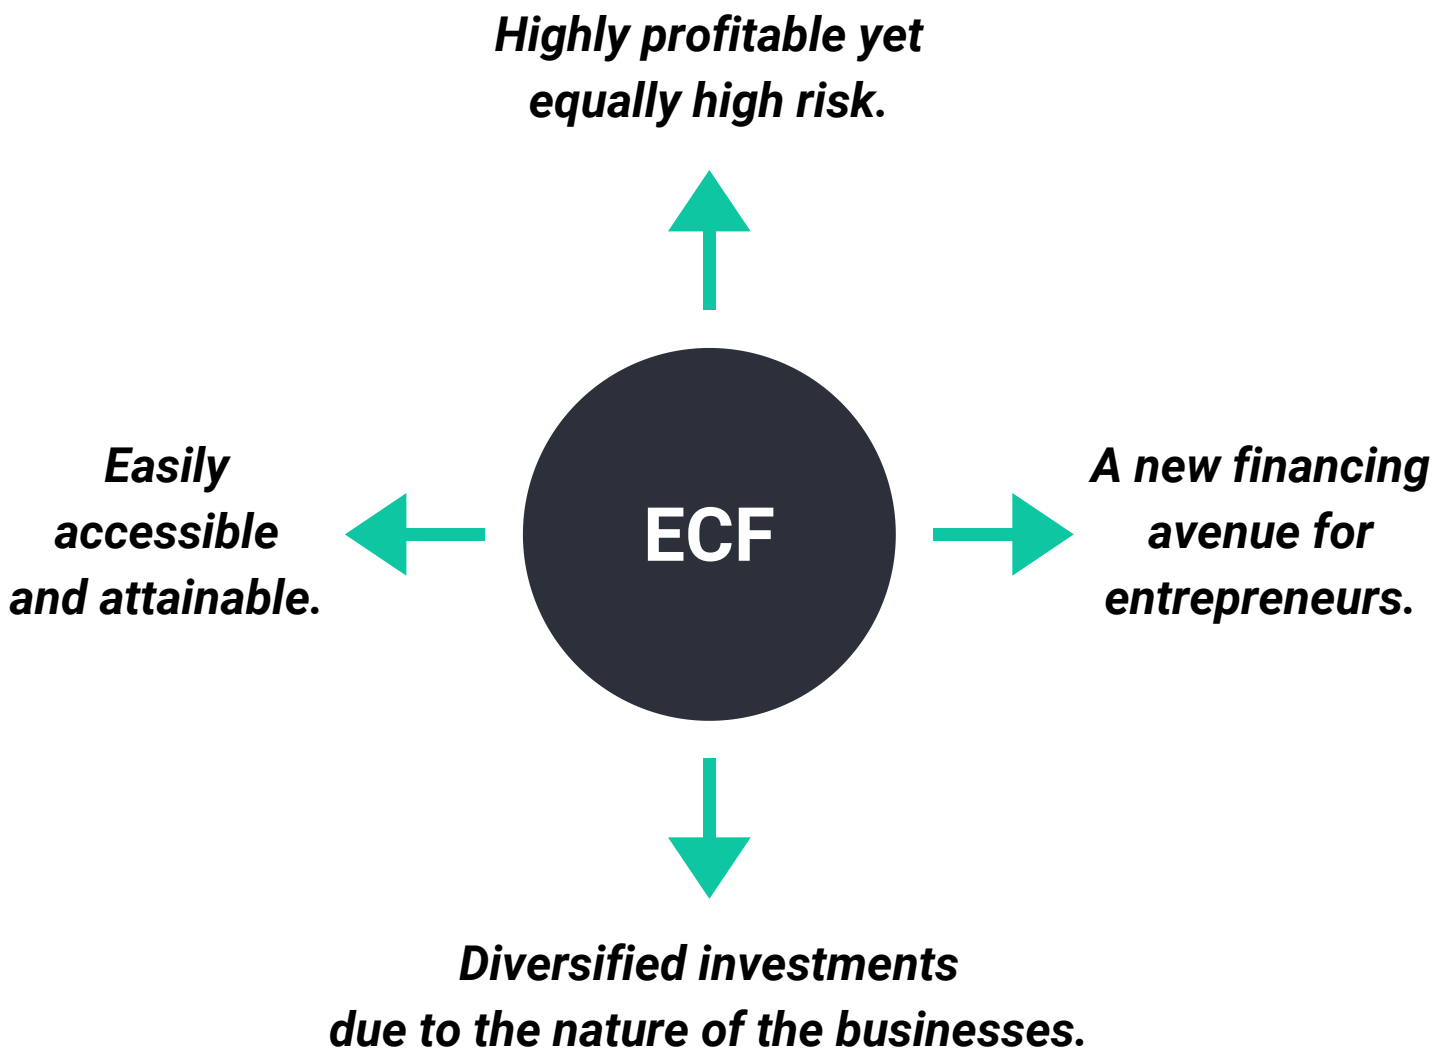 Highly profitable yet
equally high risk.
Easily
accessible
and attainable.
ECF
A new financing
avenue for
entrepreneurs.
Diversified investments
due to the nature of the businesses.